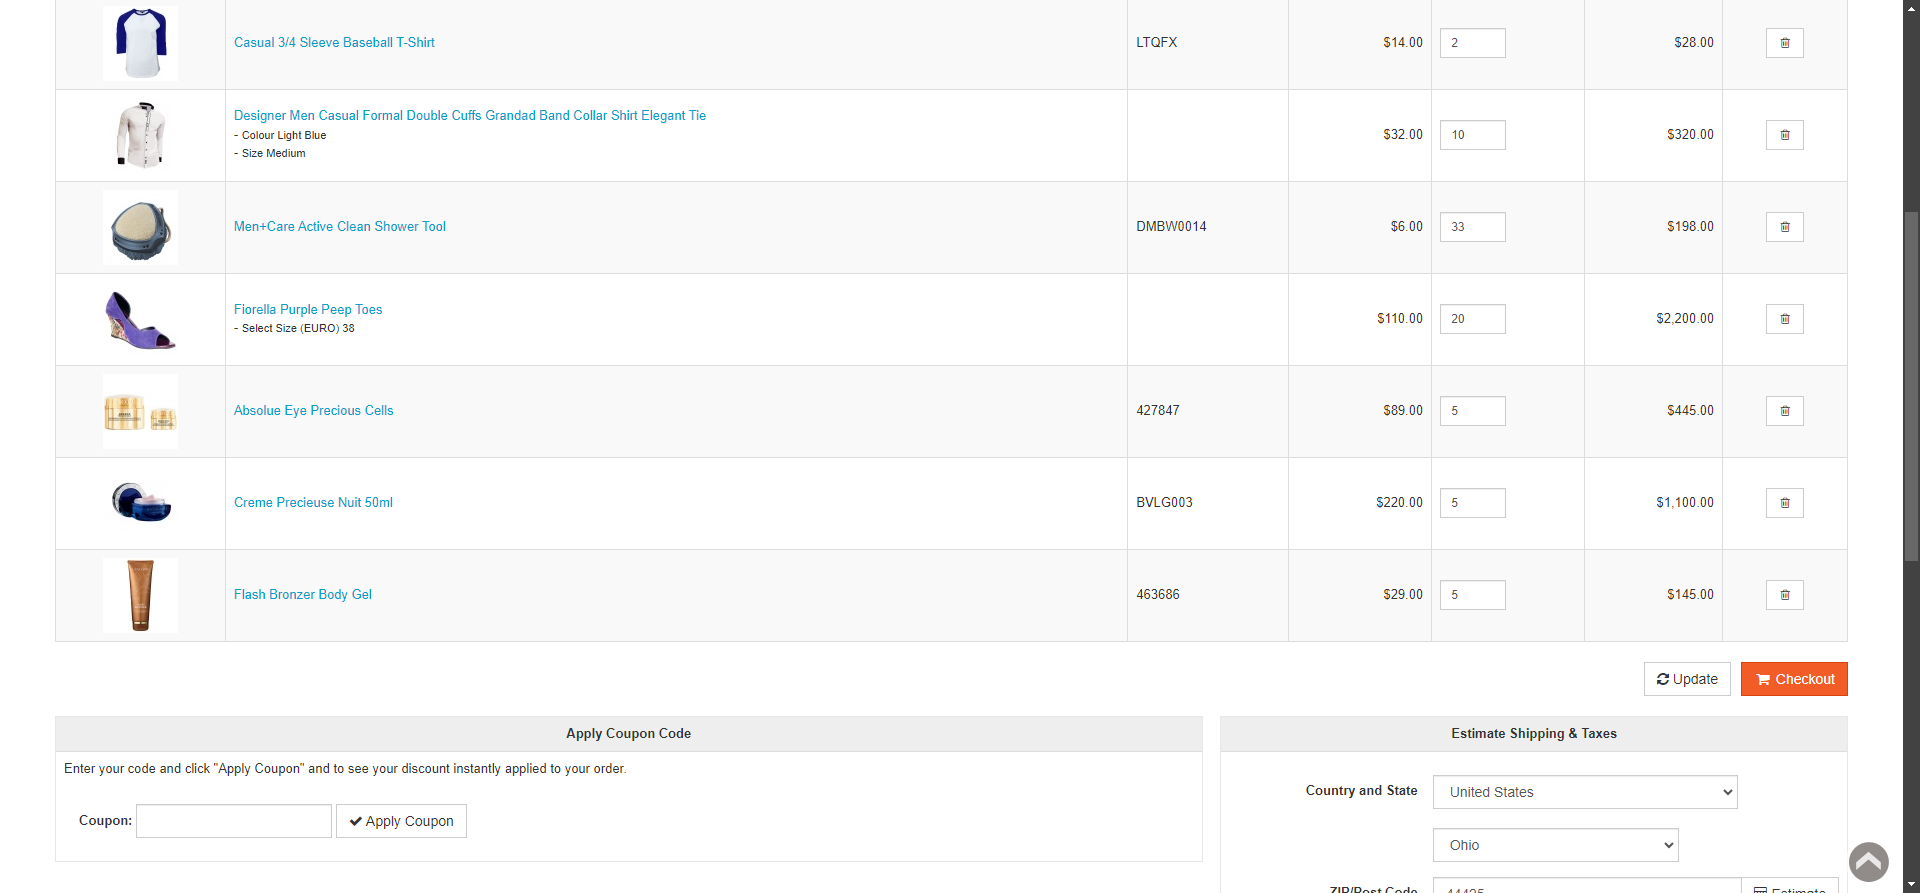 Casual 3/4 Sleeve Baseball T-Shirt LTQFX $14.00 2 $28.00
Designer Men Casual Formal Double Cuffs Grandad Band Collar Shirt Elegant Tie
- Colour Light Blue
- Size Medium
$32.00 10 $320.00
Men+Care Active Clean Shower Tool DMBW0014 $6.00 33 $198.00
Fiorella Purple Peep Toes
- Select Size (EURO) 38
$110.00 20 $2,200.00
Absolue Eye Precious Cells 427847 $89.00 5 $445.00
Creme Precieuse Nuit 50ml BVLG003 $220.00 5 $1,100.00
Flash Bronzer Body Gel 463686 $29.00 5 $145.00
Update Checkout
Apply Coupon Code
Enter your code and click "Apply Coupon" and to see your discount instantly applied to your order.
Coupon: Apply Coupon
Estimate Shipping & Taxes
Country and State United States
Ohio
ZIP/Post Code 44425 Estimate